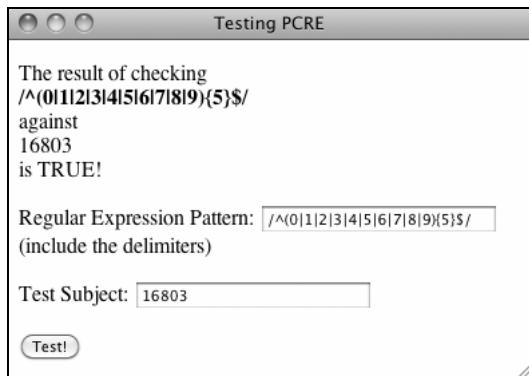 Testing PCRE
The result of checking
/^(0|1|2|3|4|5|6|7|8|9){5}$/
against
16803
is TRUE!
Regular Expression Pattern: /^(0|1|2|3|4|5|6|7|8|9){5}$/
(include the delimiters)
Test Subject: 16803
Test!